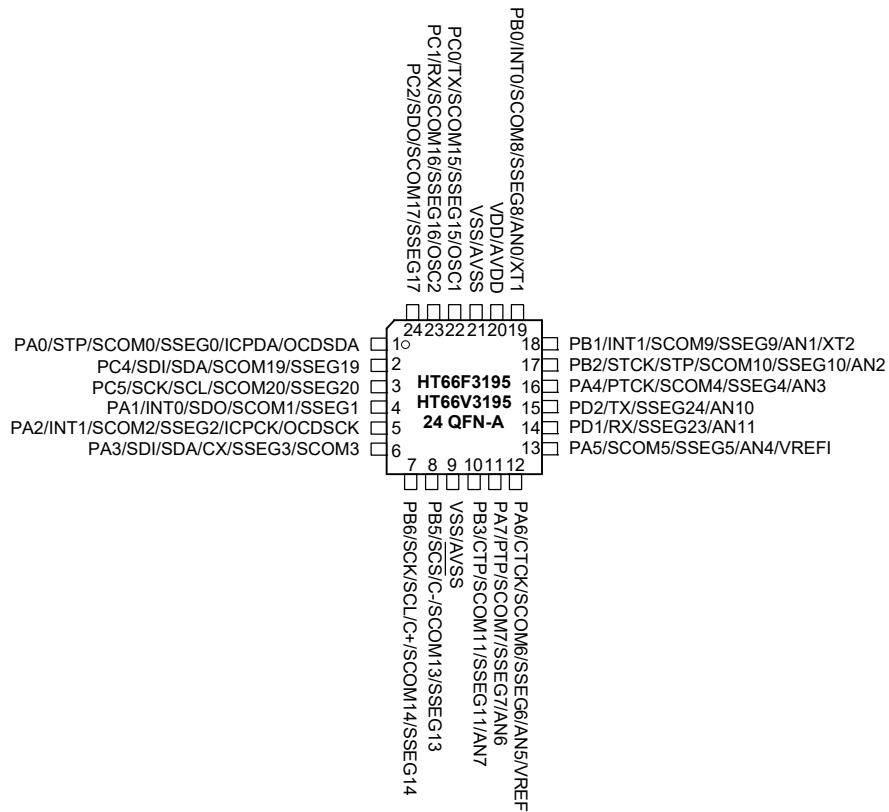 PC2/SDO/SCOM17/SSEG17
PC1/RX/SCOM16/SSEG16/OSC2
PC0/TX/SCOM15/SSEG15/OSC1
VSS/AVSS
VDD/AVDD
PB0/INT0/SCOM8/SSEG8/AN0/XT1
24 23 22 21 20 19
PA0/STP/SCOM0/SSEG0/ICPDA/OCDSDA 1
PC4/SDI/SDA/SCOM19/SSEG19 2
PC5/SCK/SCL/SCOM20/SSEG20 3
PA1/INT0/SDO/SCOM1/SSEG1 4
PA2/INT1/SCOM2/SSEG2/ICPCK/OCDSCK 5
PA3/SDI/SDA/CX/SSEG3/SCOM3 6
HT66F3195
HT66V3195
24 QFN-A
18 PB1/INT1/SCOM9/SSEG9/AN1/XT2
17 PB2/STCK/STP/SCOM10/SSEG10/AN2
16 PA4/PTCK/SCOM4/SSEG4/AN3
15 PD2/TX/SSEG24/AN10
14 PD1/RX/SSEG23/AN11
13 PA5/SCOM5/SSEG5/AN4/VREFI
7 8 9 10 11 12
PB6/SCK/SCL/C+/SCOM14/SSEG14
PB5/SCS/C-/SCOM13/SSEG13
VSS/AVSS
PB3/CTP/SCOM11/SSEG11/AN7
PA7/PTP/SCOM7/SSEG7/AN6
PA6/CTCK/SCOM6/SSEG6/AN5/VREF